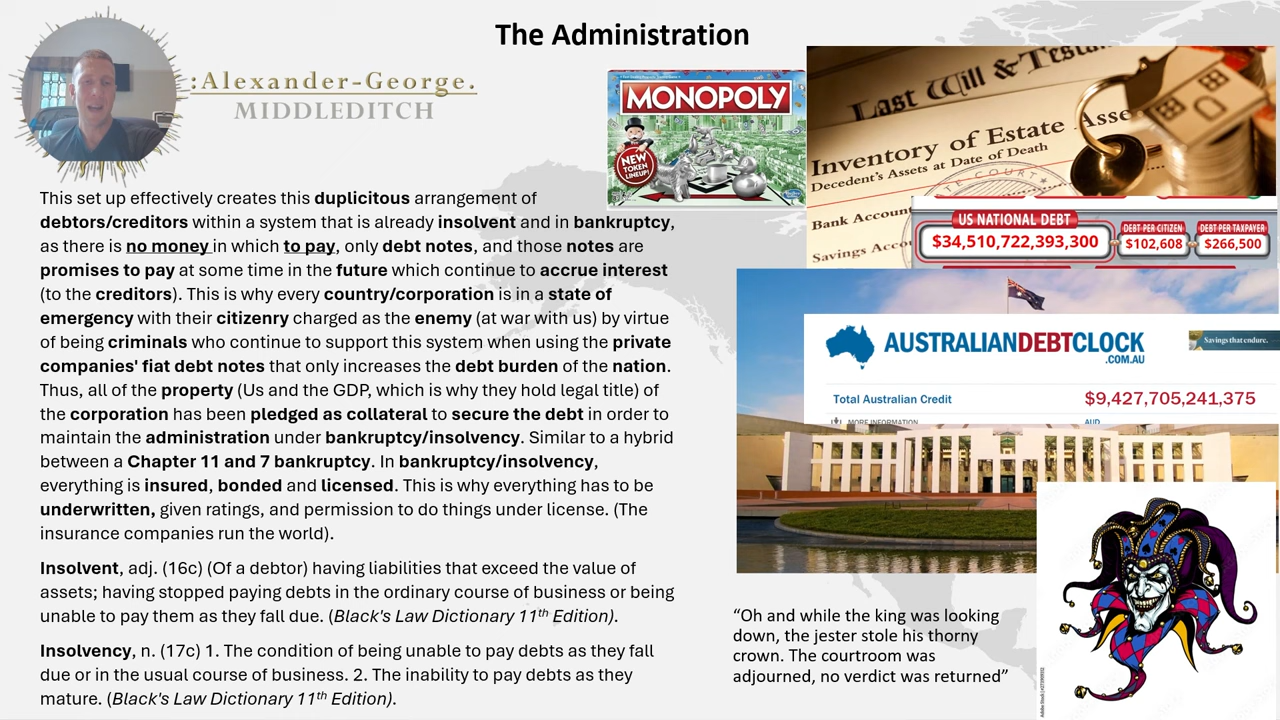 The Administration
:Alexander-George.
MIDDLEDITCH
MONOPOLY
NEW
TOKEN
LINEUP!
Last Will & Testa
Inventory of Estate Asse
Decedent's Assets at Date of Death
Bank Accoun
Savings Acco
COURT
US NATIONAL DEBT
$34,510,722,393,300
DEBT PER CITIZEN
$102,608
DEBT PER TAXPAYER
$266,500
AUSTRALIANDEBTCLOCK
.COM.AU
Savings that endure.
Total Australian Credit
$9,427,705,241,375
MORE INFORMATION
AUD
This set up effectively creates this duplicitous arrangement of
debtors/creditors within a system that is already insolvent and in bankruptcy,
as there is no money in which to pay, only debt notes, and those notes are
promises to pay at some time in the future which continue to accrue interest
(to the creditors). This is why every country/corporation is in a state of
emergency with their citizenry charged as the enemy (at war with us) by virtue
of being criminals who continue to support this system when using the private
companies' fiat debt notes that only increases the debt burden of the nation.
Thus, all of the property (Us and the GDP, which is why they hold legal title) of
the corporation has been pledged as collateral to secure the debt in order to
maintain the administration under bankruptcy/insolvency. Similar to a hybrid
between a Chapter 11 and 7 bankruptcy. In bankruptcy/insolvency,
everything is insured, bonded and licensed. This is why everything has to be
underwritten, given ratings, and permission to do things under license. (The
insurance companies run the world).
Insolvent, adj. (16c) (Of a debtor) having liabilities that exceed the value of
assets; having stopped paying debts in the ordinary course of business or being
unable to pay them as they fall due. (Black's Law Dictionary 11th Edition).
Insolvency, n. (17c) 1. The condition of being unable to pay debts as they fall
due or in the usual course of business. 2. The inability to pay debts as they
mature. (Black's Law Dictionary 11th Edition).
“Oh and while the king was looking
down, the jester stole his thorny
crown. The courtroom was
adjourned, no verdict was returned”